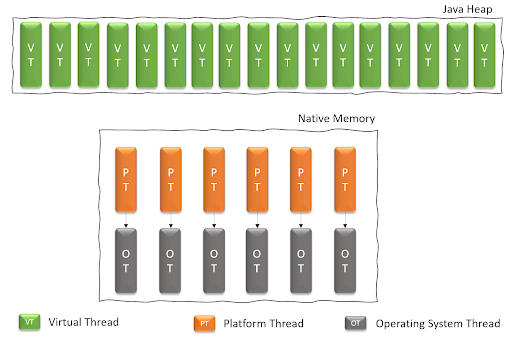 Java Heap
V V V V V V V V V V V V V V V V V
T T T T T T T T T T T T T T T T T
Native Memory
P P P P P P
T T T T T T
O O O O O O
T T T T T T
VT Virtual Thread
PT Platform Thread
OT Operating System Thread